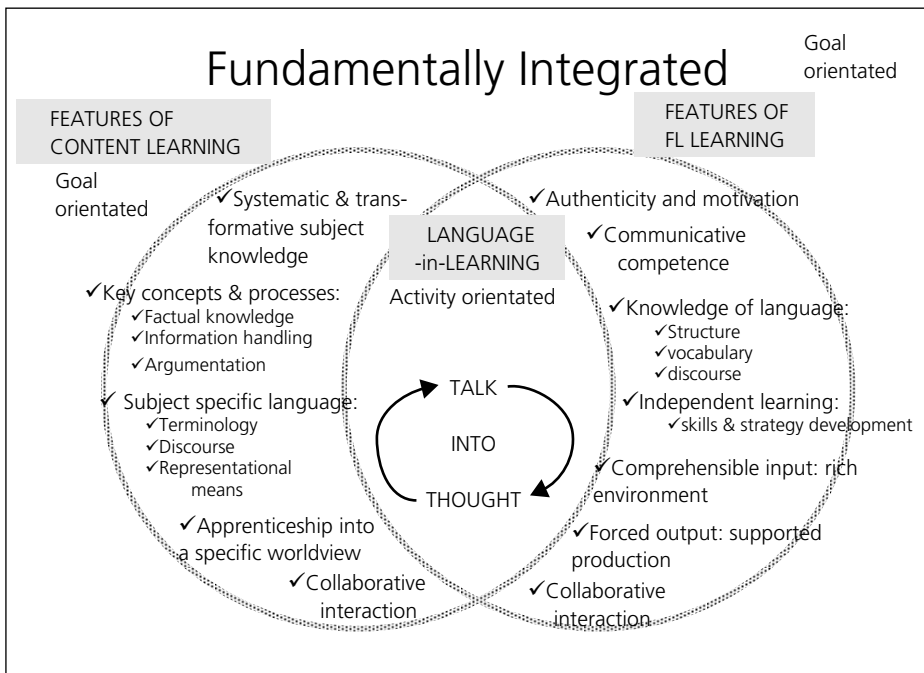 Fundamentally Integrated
Goal
orientated
FEATURES OF
CONTENT LEARNING
Goal
orientated
✓Systematic & trans-
formative subject
knowledge
✓Key concepts & processes:
✓Factual knowledge
✓Information handling
✓Argumentation
✓ Subject specific language:
✓Terminology
✓Discourse
✓Representational
means
✓Apprenticeship into
a specific worldview
✓Collaborative
interaction
LANGUAGE
-in-LEARNING
Activity orientated
TALK
INTO
THOUGHT
FEATURES OF
FL LEARNING
✓Authenticity and motivation
✓Communicative
competence
✓Knowledge of language:
✓Structure
✓vocabulary
✓discourse
✓Independent learning:
✓skills & strategy development
✓Comprehensible input: rich
environment
✓Forced output: supported
production
✓Collaborative
interaction